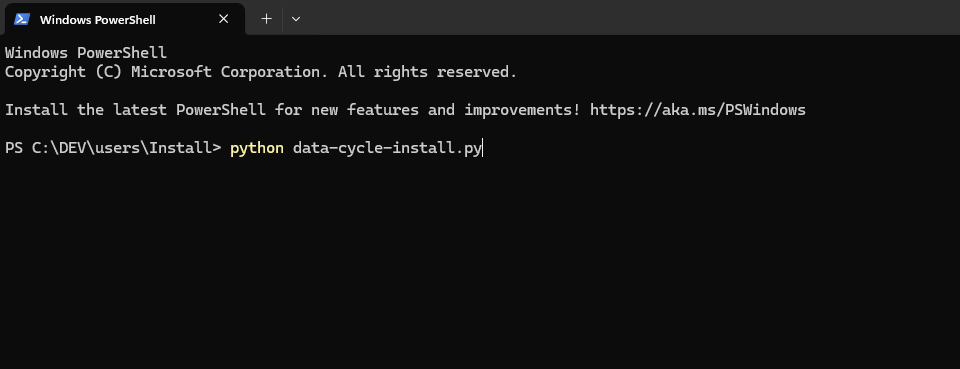 Windows PowerShell
Windows PowerShell
Copyright (C) Microsoft Corporation. All rights reserved.
Install the latest PowerShell for new features and improvements! https://aka.ms/PSWindows
PS C:\DEV\users\Install> python data-cycle-install.py